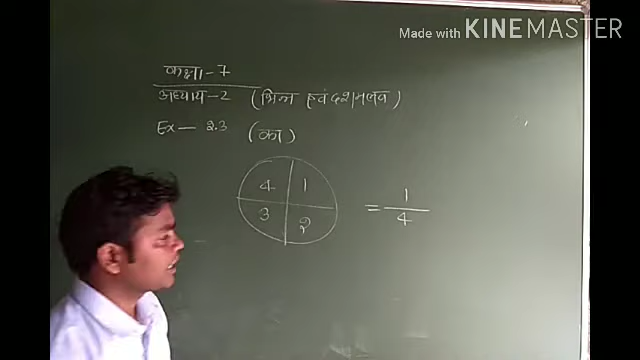 Made with KINEMASTER
कक्षा-7
अध्याय-2 (भिन्न एवं दशमलव)
Ex - 2.3 (का)
4 1
3 2
= 1/4